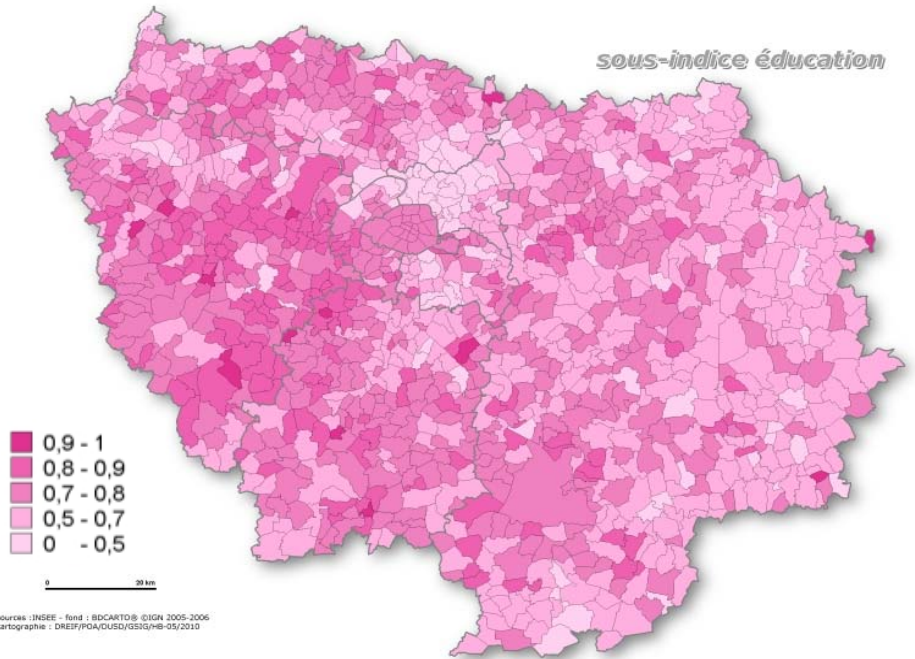 sous-indice éducation
0,9 - 1
0,8 - 0,9
0,7 - 0,8
0,5 - 0,7
0 - 0,5
0 20 km
ources :INSEE - fond : BDCARTO® ©IGN 2005-2006
artographie : DREIF/POA/DUSD/GSIG/HB-05/2010